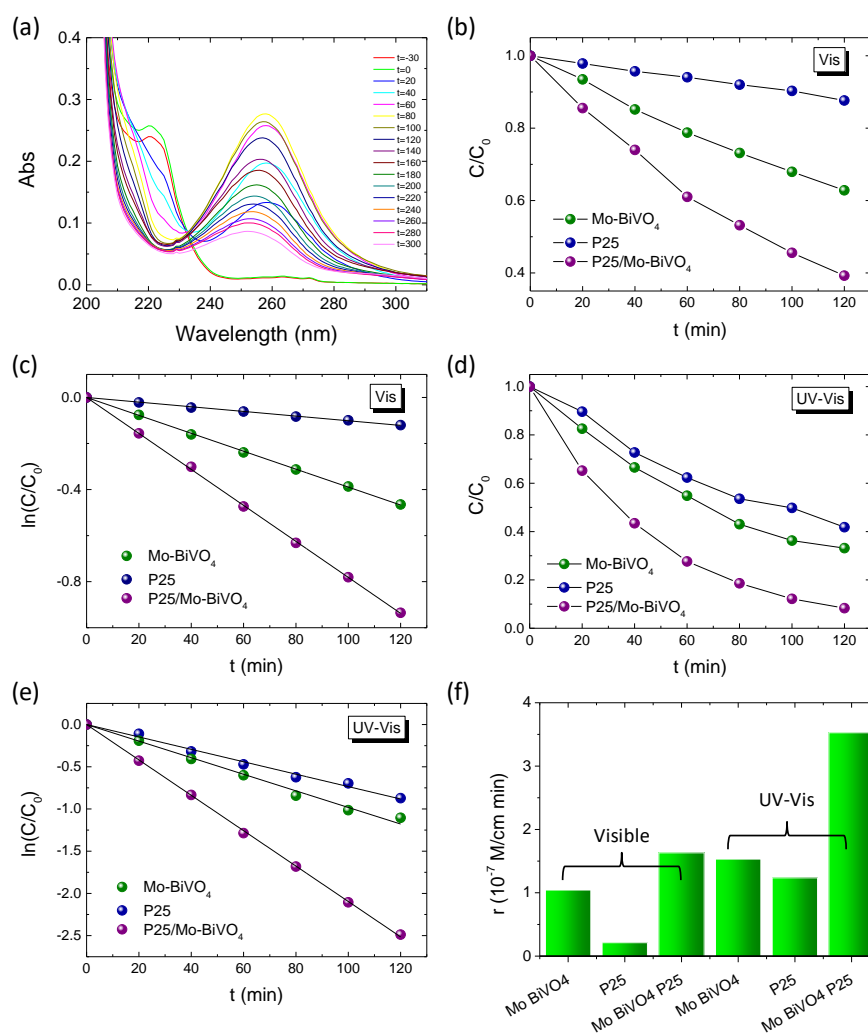 (a)
0.4
0.3
0.2
0.1
0.0
Abs
200 220 240 260 280 300
Wavelength (nm)
t=-30
t=0
t=20
t=40
t=60
t=80
t=100
t=120
t=140
t=160
t=180
t=200
t=220
t=240
t=260
t=280
t=300
(b)
Vis
1.0
0.8
0.6
0.4
C/C₀
Mo-BiVO₄
P25
P25/Mo-BiVO₄
0 20 40 60 80 100 120
t (min)
(c)
Vis
0.0
-0.4
-0.8
ln(C/C₀)
Mo-BiVO₄
P25
P25/Mo-BiVO₄
0 20 40 60 80 100 120
t (min)
(d)
UV-Vis
1.0
0.8
0.6
0.4
0.2
0.0
C/C₀
Mo-BiVO₄
P25
P25/Mo-BiVO₄
0 20 40 60 80 100 120
t (min)
(e)
UV-Vis
0.0
-0.5
-1.0
-1.5
-2.0
-2.5
ln(C/C₀)
Mo-BiVO₄
P25
P25/Mo-BiVO₄
0 20 40 60 80 100 120
t (min)
(f)
4
3
2
1
0
r (10⁻⁷ M/cm min)
Visible
UV-Vis
Mo BiVO4
P25
Mo BiVO4 P25
Mo BiVO4
P25
Mo BiVO4 P25